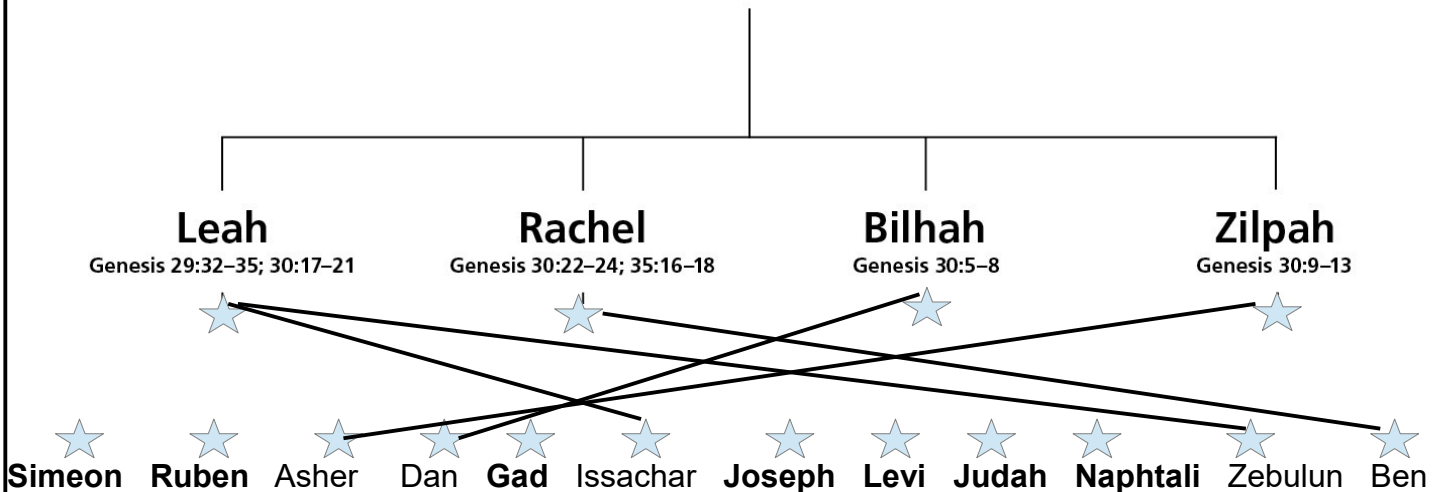 Leah Rachel Bilhah Zilpah
Genesis 29:32–35; 30:17–21 Genesis 30:22–24; 35:16–18 Genesis 30:5–8 Genesis 30:9–13
Simeon Ruben Asher Dan Gad Issachar Joseph Levi Judah Naphtali Zebulun Ben